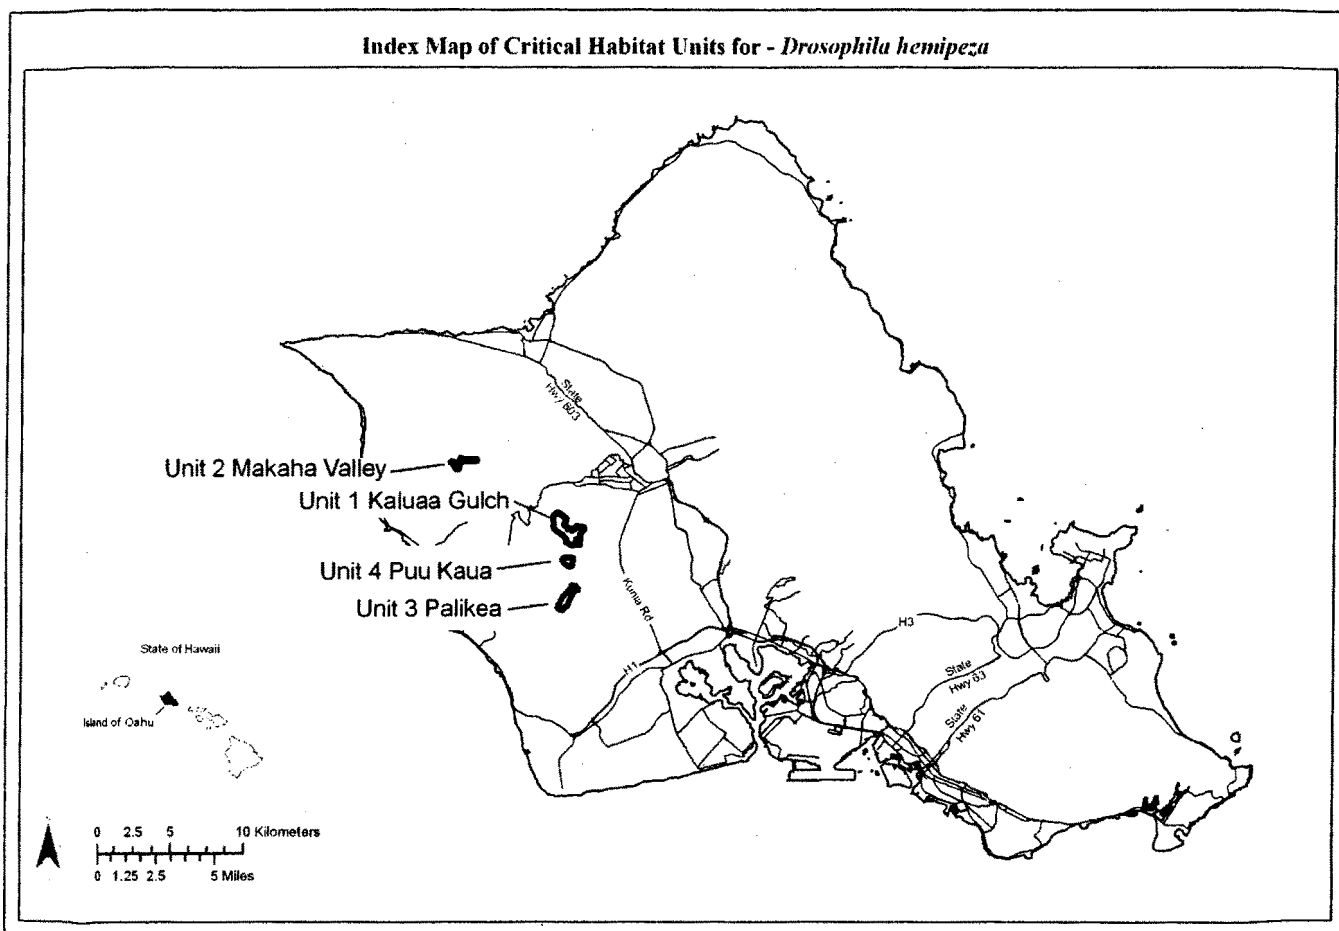 Index Map of Critical Habitat Units for - Drosophila hemipeza
State
Hwy 803
Unit 2 Makaha Valley
Unit 1 Kaluaa Gulch
Unit 4 Puu Kaua
Unit 3 Palikea
Kunia Rd
H1
H3
State
Hwy 63
State
Hwy 61
State of Hawaii
Island of Oahu
0 2.5 5 10 Kilometers
0 1.25 2.5 5 Miles